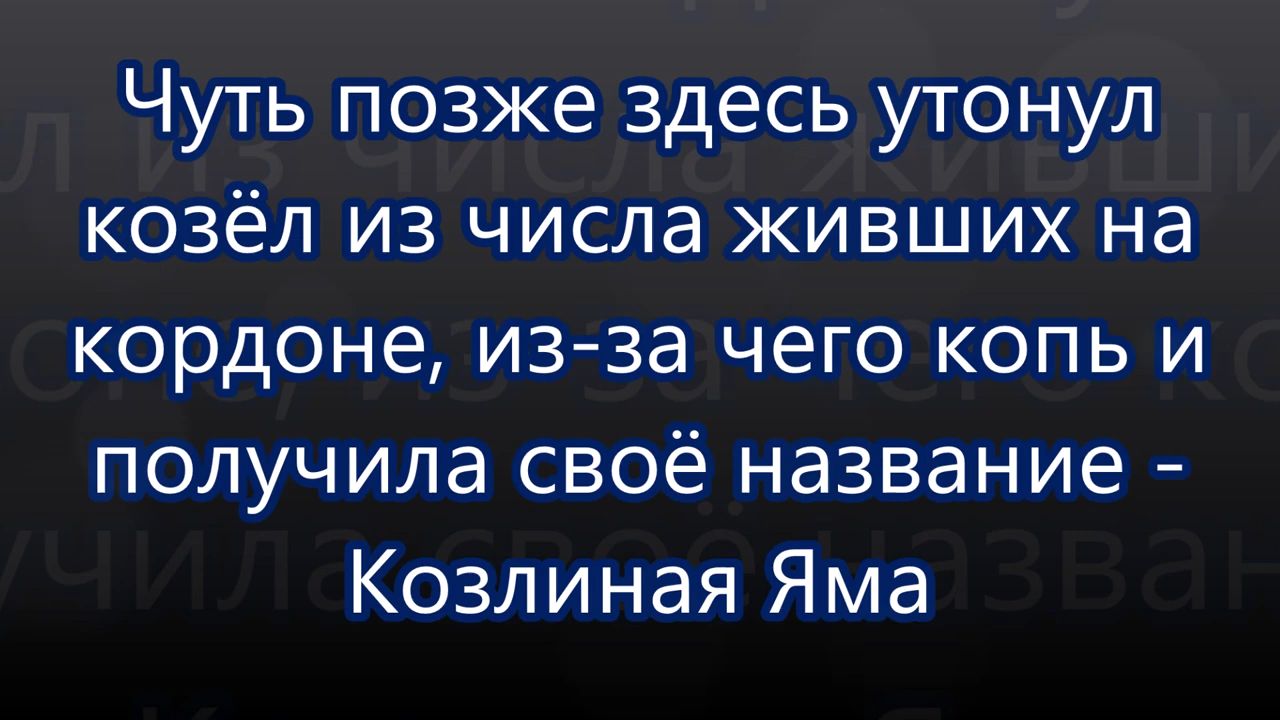 Чуть позже здесь утонул
козёл из числа живших на
кордоне, из-за чего копь и
получила своё название -
Козлиная Яма